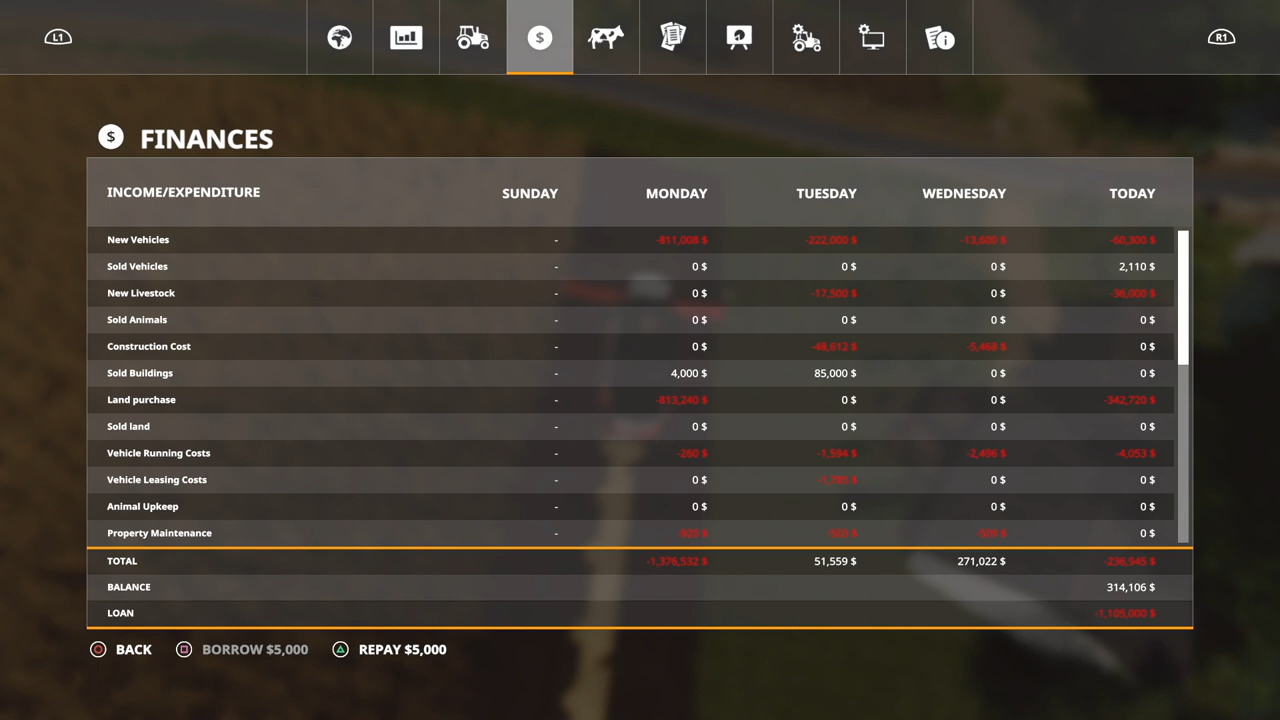 L1 R1
FINANCES
INCOME/EXPENDITURE SUNDAY MONDAY TUESDAY WEDNESDAY TODAY
New Vehicles - -811,008 $ -222,000 $ -13,600 $ -60,300 $
Sold Vehicles - 0 $ 0 $ 0 $ 2,110 $
New Livestock - 0 $ -17,500 $ 0 $ -36,000 $
Sold Animals - 0 $ 0 $ 0 $ 0 $
Construction Cost - 0 $ -48,612 $ -5,468 $ 0 $
Sold Buildings - 4,000 $ 85,000 $ 0 $ 0 $
Land purchase - -813,240 $ 0 $ 0 $ -342,720 $
Sold land - 0 $ 0 $ 0 $ 0 $
Vehicle Running Costs - -260 $ -1,594 $ -2,496 $ -4,053 $
Vehicle Leasing Costs - 0 $ $ 0 $ 0 $
Animal Upkeep - 0 $ 0 $ 0 $ 0 $
Property Maintenance - $ $ $ 0 $
TOTAL -1,376,532 $ 51,559 $ 271,022 $ -236,945 $
BALANCE 314,106 $
LOAN -1,105,000 $
BACK BORROW $5,000 REPAY $5,000